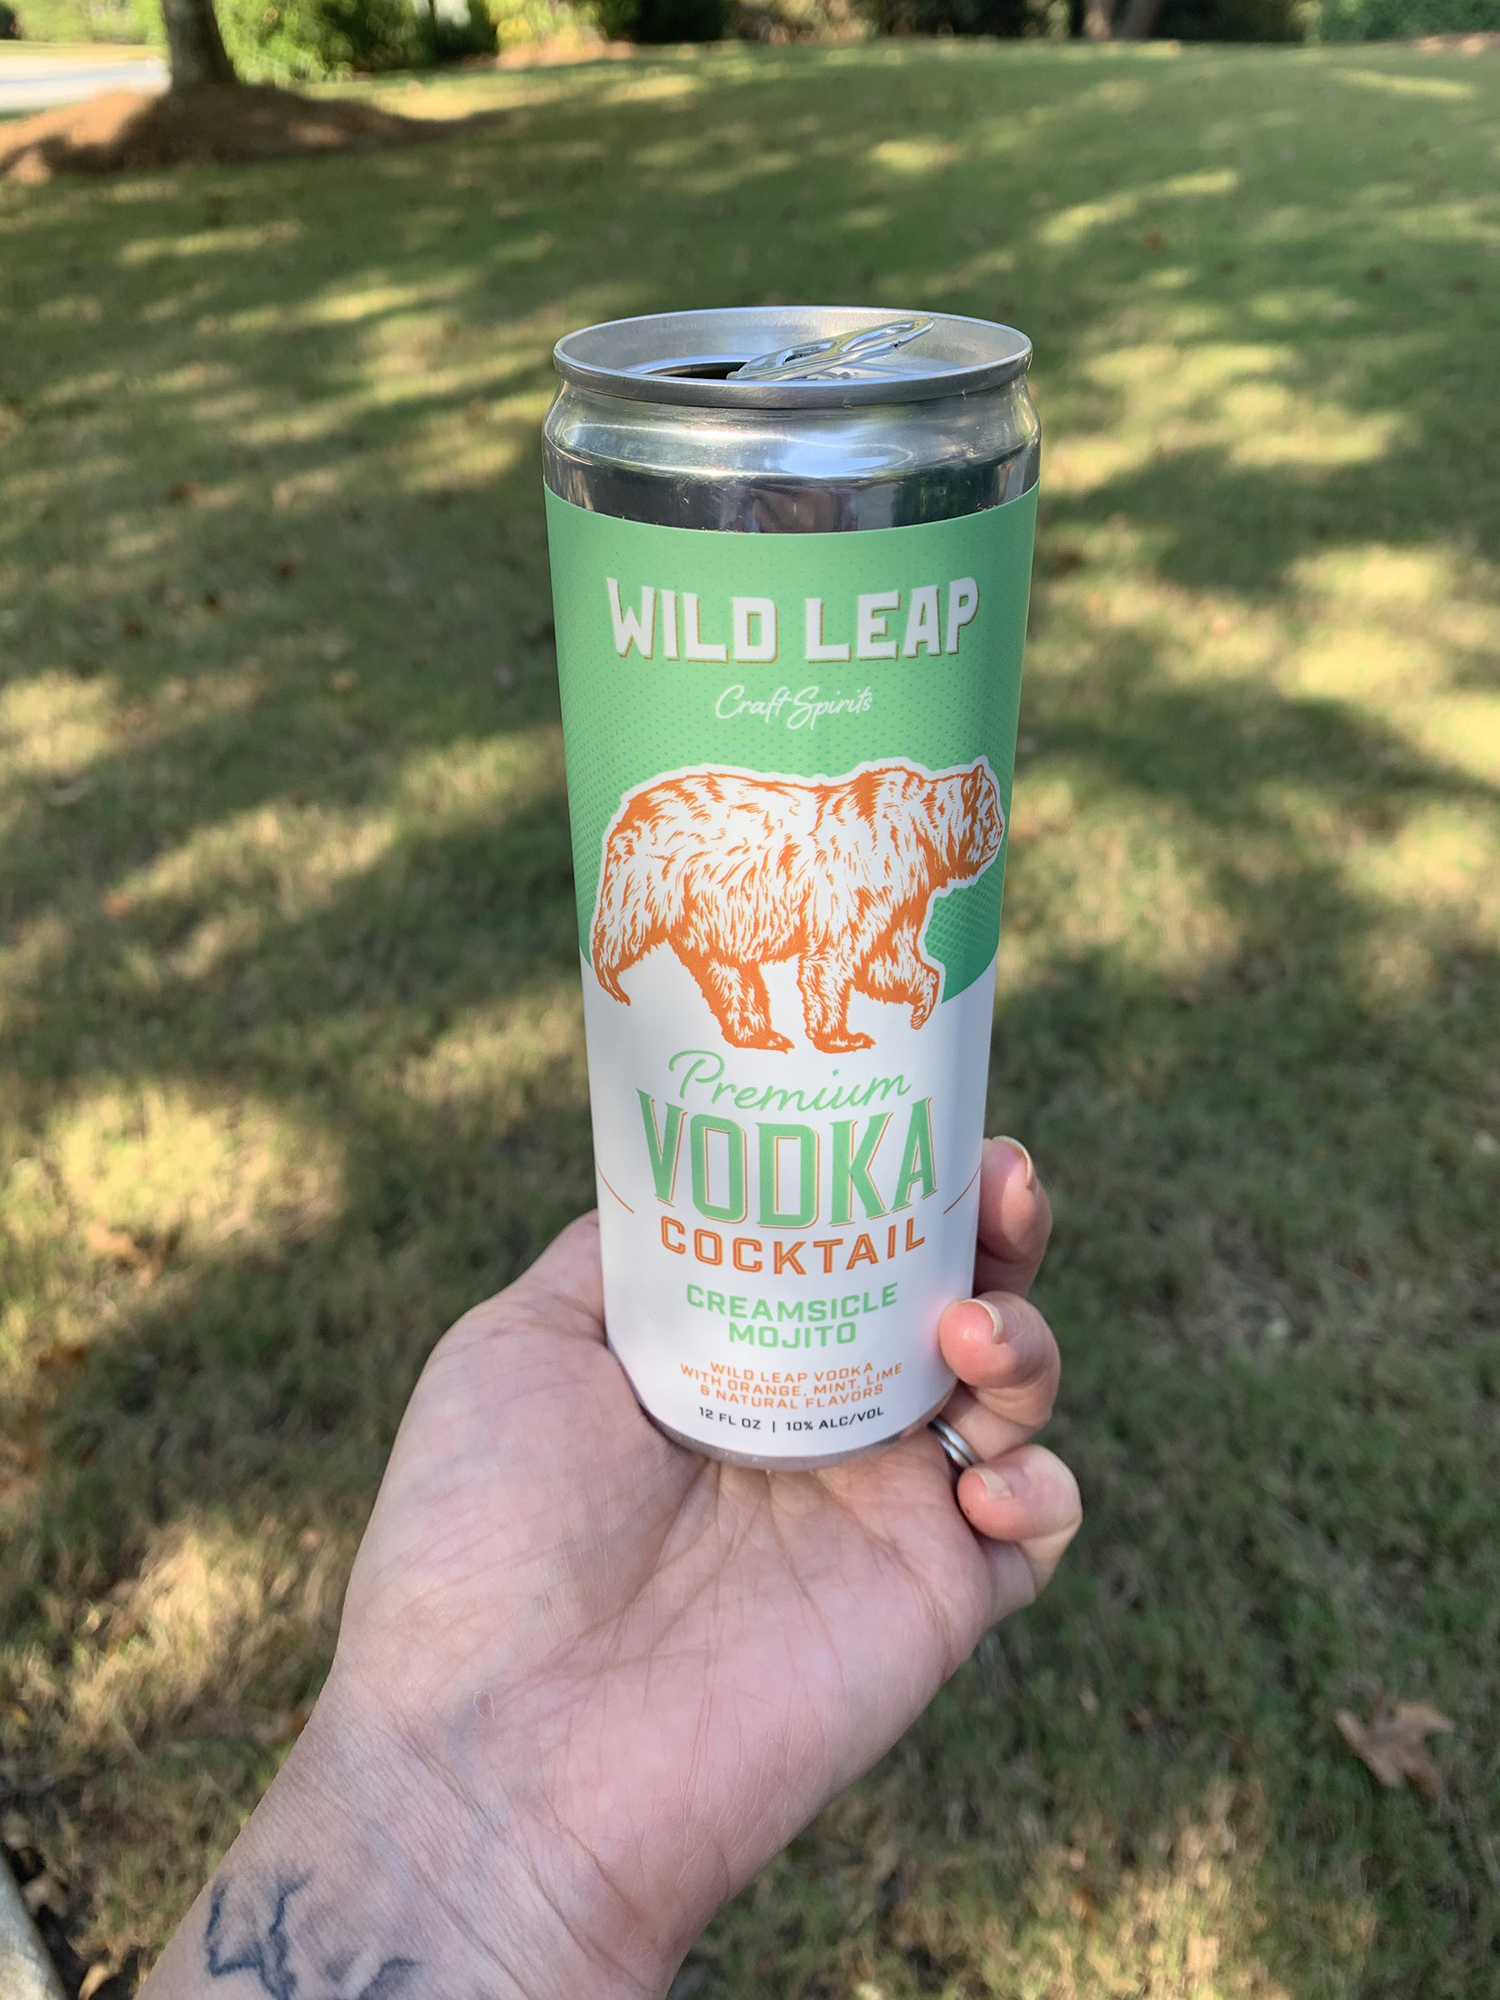 WILD LEAP
Craft Spirits
Premium
VODKA
COCKTAIL
CREAMSICLE
MOJITO
WILD LEAP VODKA
WITH ORANGE, MINT, LIME
& NATURAL FLAVORS
12 FL OZ | 10% ALC/VOL